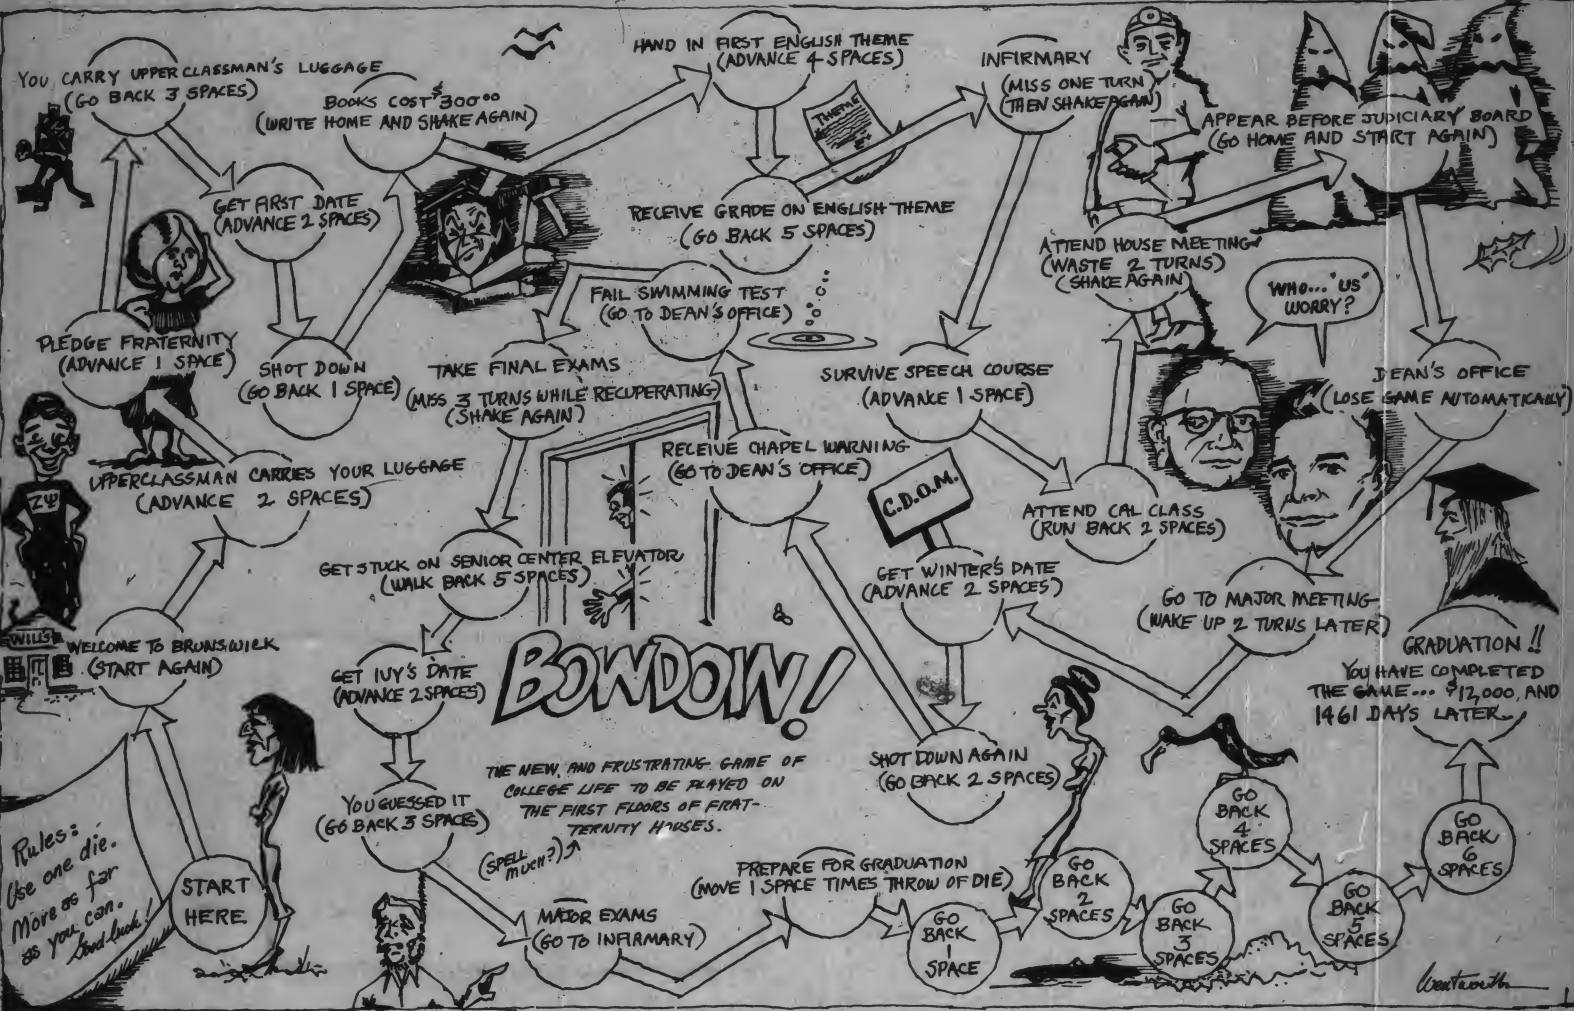 START
HERE
Rules:
Use one die.
More as far
as you can.
Good luck!
WELCOME TO BRUNSWICK
(START AGAIN)
WILL'S
UPPERCLASSMAN CARRIES YOUR LUGGAGE
(ADVANCE 2 SPACES)
ΖΨ
PLEDGE FRATERNITY
(ADVANCE 1 SPACE)
YOU CARRY UPPERCLASSMAN'S LUGGAGE
(GO BACK 3 SPACES)
GET FIRST DATE
(ADVANCE 2 SPACES)
SHOT DOWN
(GO BACK 1 SPACE)
BOOKS COST $300.00
(WRITE HOME AND SHAKE AGAIN)
HAND IN FIRST ENGLISH THEME
(ADVANCE 4 SPACES)
THEME
RECEIVE GRADE ON ENGLISH THEME
(GO BACK 5 SPACES)
INFIRMARY
(MISS ONE TURN)
(THEN SHAKE AGAIN)
SURVIVE SPEECH COURSE
(ADVANCE 1 SPACE)
ATTEND CAL CLASS
(RUN BACK 2 SPACES)
ATTEND HOUSE MEETING
(WASTE 2 TURNS)
(SHAKE AGAIN)
APPEAR BEFORE JUDICIARY BOARD
(GO HOME AND START AGAIN)
WHO... "US"
WORRY?
DEAN'S OFFICE
(LOSE GAME AUTOMATICALLY)
GO TO MAJOR MEETING
(WAKE UP 2 TURNS LATER)
C.D.O.M.
GET WINTER'S DATE
(ADVANCE 2 SPACES)
SHOT DOWN AGAIN
(GO BACK 2 SPACES)
RECEIVE CHAPEL WARNING
(GO TO DEAN'S OFFICE)
FAIL SWIMMING TEST
(GO TO DEAN'S OFFICE)
TAKE FINAL EXAMS
(MISS 3 TURNS WHILE RECUPERATING)
(SHAKE AGAIN)
GET STUCK ON SENIOR CENTER ELEVATOR
(WALK BACK 5 SPACES)
GET IVY'S DATE
(ADVANCE 2 SPACES)
YOU GUESSED IT
(GO BACK 3 SPACES)
BOWDOIN!
THE NEW, AND FRUSTRATING GAME OF
COLLEGE LIFE TO BE PLAYED ON
THE FIRST FLOORS OF FRAT-
TERNITY HOUSES.
(SPELL
MUCH?)
MAJOR EXAMS
(GO TO INFIRMARY)
PREPARE FOR GRADUATION
(MOVE 1 SPACE TIMES THROW OF DIE)
GO
BACK
1
SPACE
GO
BACK
2
SPACES
GO
BACK
3
SPACES
GO
BACK
4
SPACES
GO
BACK
5
SPACES
GO
BACK
6
SPACES
GRADUATION!!
YOU HAVE COMPLETED
THE GAME... $12,000, AND
1461 DAYS LATER
Wentworth